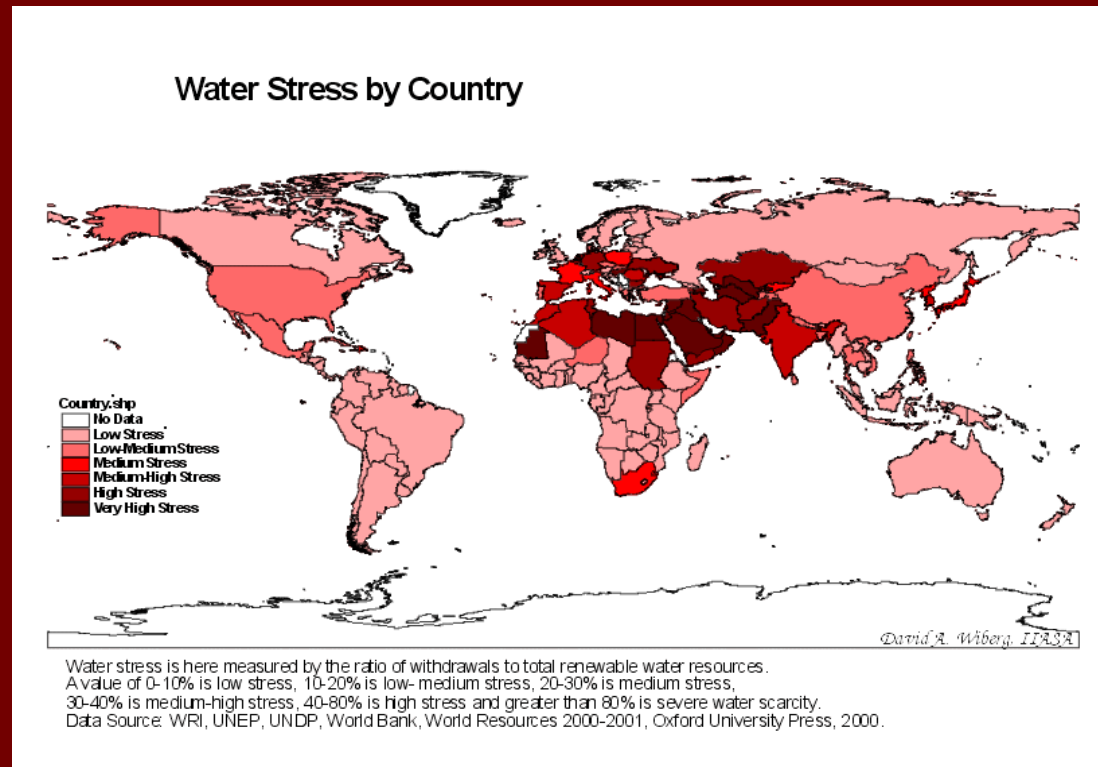 Water Stress by Country
Country.shp
No Data
Low Stress
Low-Medium Stress
Medium Stress
Medium-High Stress
High Stress
Very High Stress
David A. Wiberg, IIASA
Water stress is here measured by the ratio of withdrawals to total renewable water resources.
A value of 0-10% is low stress, 10-20% is low- medium stress, 20-30% is medium stress,
30-40% is medium-high stress, 40-80% is high stress and greater than 80% is severe water scarcity.
Data Source: WRI, UNEP, UNDP, World Bank, World Resources 2000-2001, Oxford University Press, 2000.